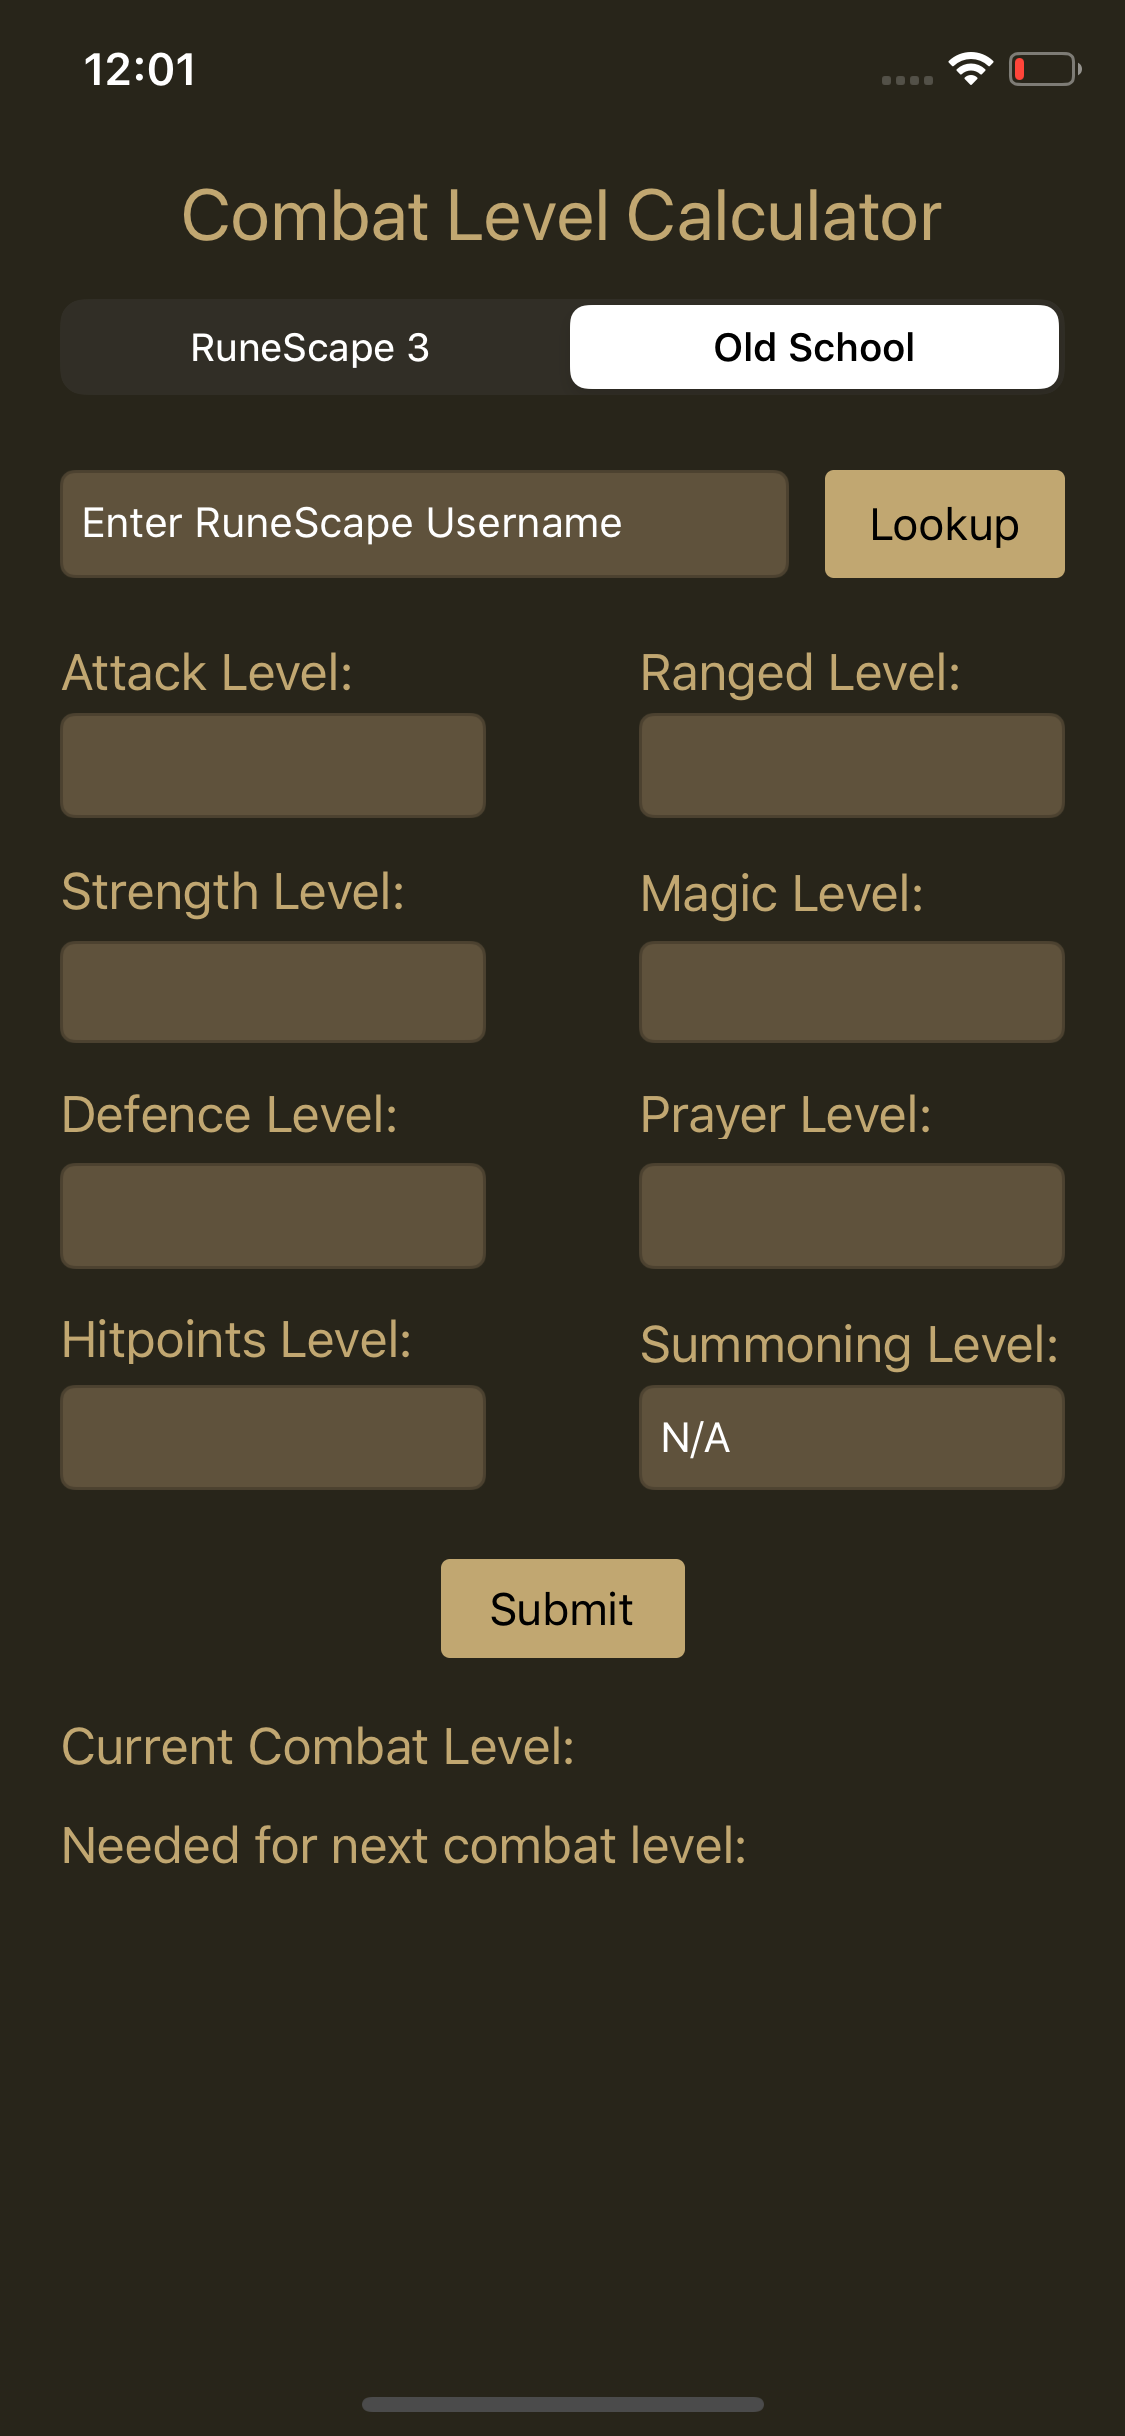 12:01
Combat Level Calculator
RuneScape 3 Old School
Enter RuneScape Username Lookup
Attack Level: Ranged Level:
Strength Level: Magic Level:
Defence Level: Prayer Level:
Hitpoints Level: Summoning Level:
N/A
Submit
Current Combat Level:
Needed for next combat level: